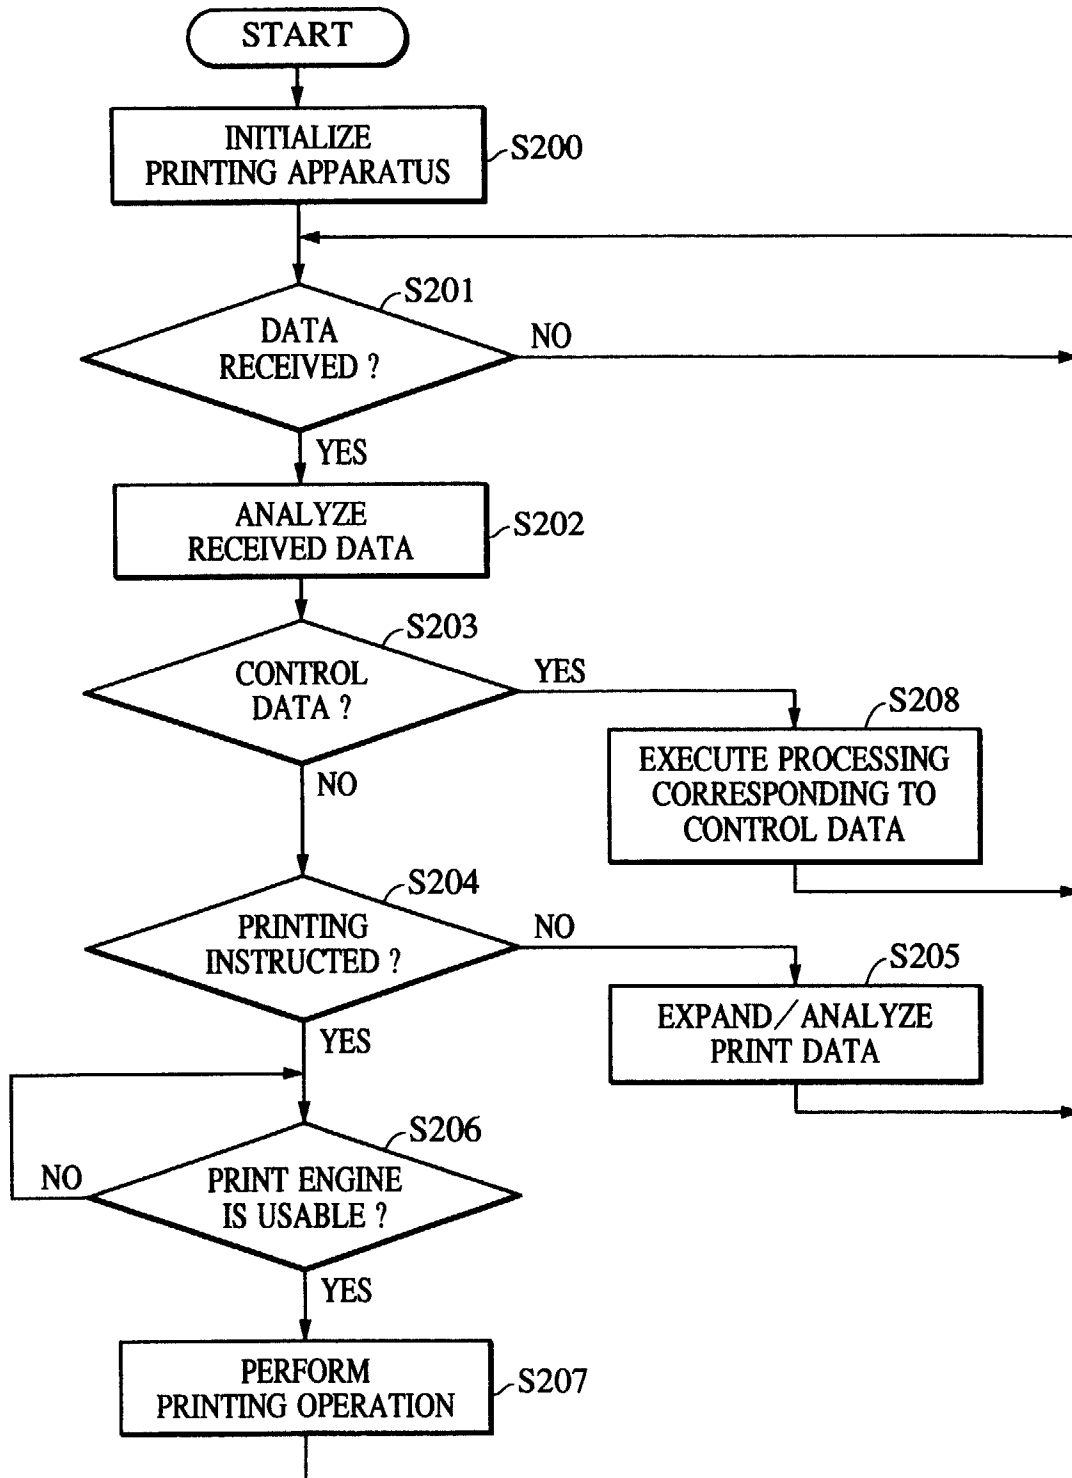 START
INITIALIZE
PRINTING APPARATUS
S200
S201
DATA
RECEIVED ?
NO
YES
ANALYZE
RECEIVED DATA
S202
S203
CONTROL
DATA ?
YES
NO
S208
EXECUTE PROCESSING
CORRESPONDING TO
CONTROL DATA
S204
PRINTING
INSTRUCTED ?
NO
YES
S205
EXPAND/ANALYZE
PRINT DATA
S206
PRINT ENGINE
IS USABLE ?
NO
YES
PERFORM
PRINTING OPERATION
S207